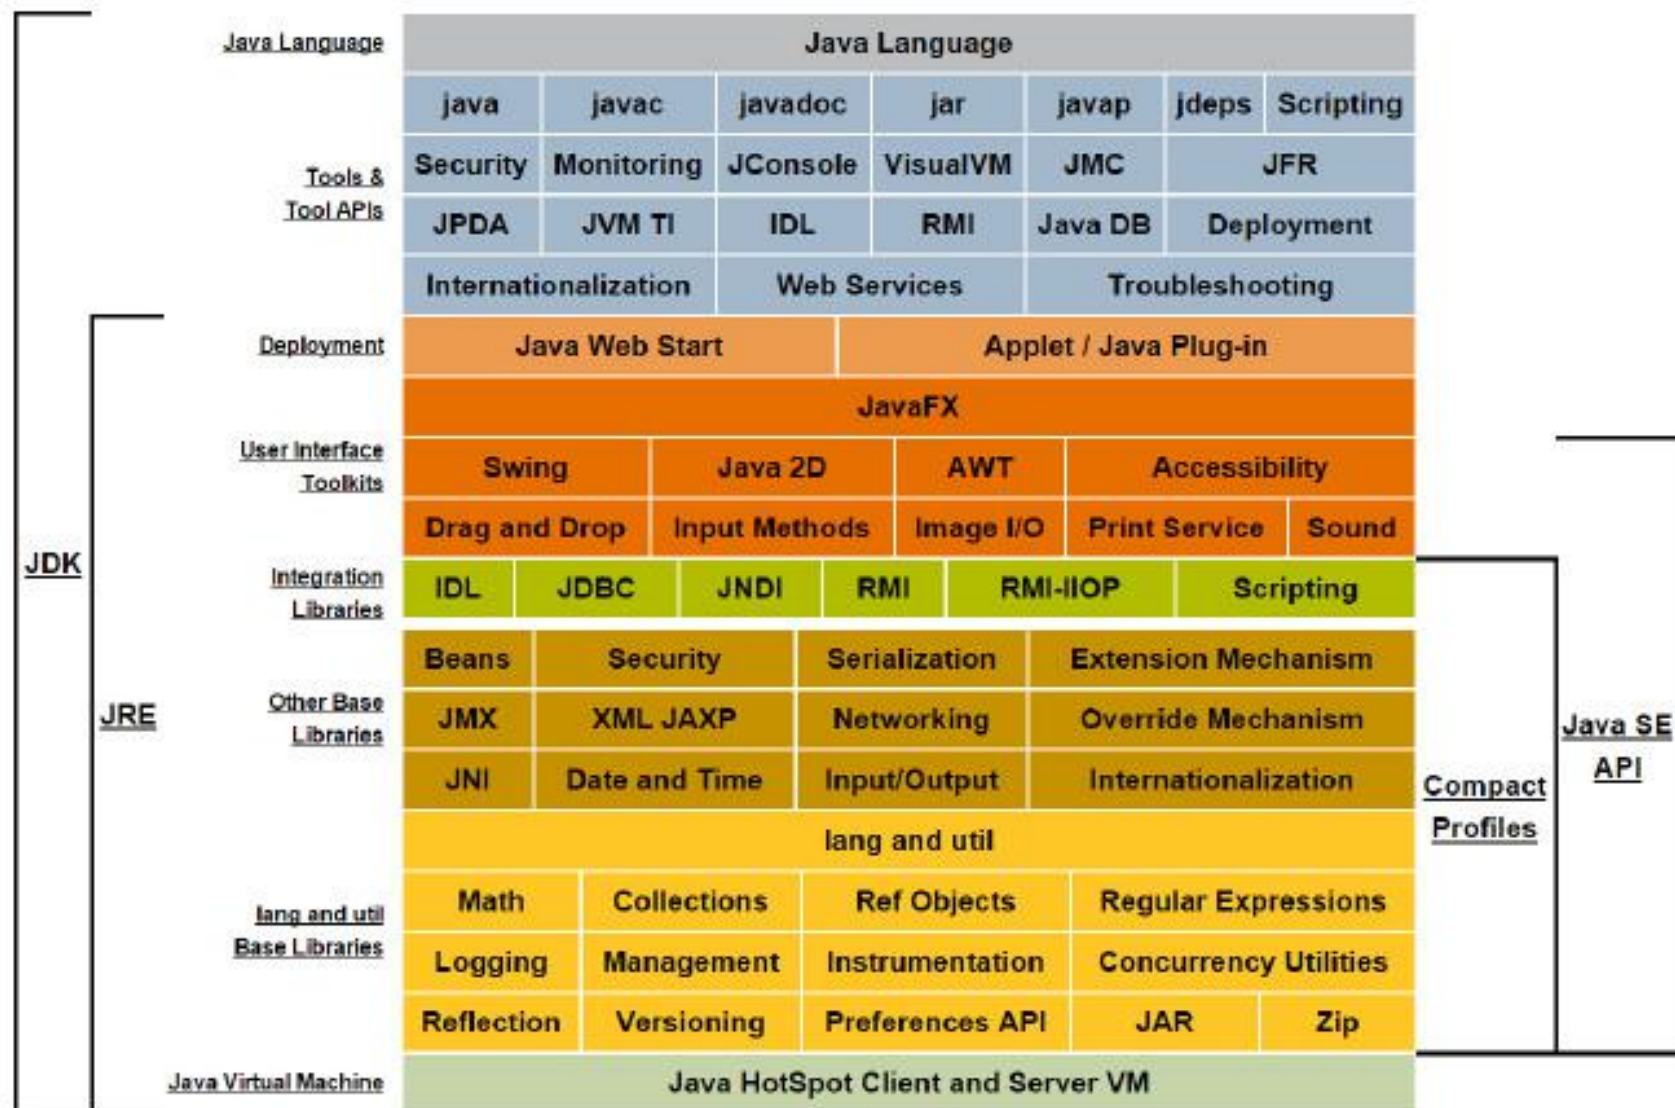 Java Language Java Language
java javac javadoc jar javap jdeps Scripting
Tools &
Tool APIs
Security Monitoring JConsole VisualVM JMC JFR
JPDA JVM TI IDL RMI Java DB Deployment
Internationalization Web Services Troubleshooting
Deployment Java Web Start Applet / Java Plug-in
JavaFX
User Interface
Toolkits
Swing Java 2D AWT Accessibility
Drag and Drop Input Methods Image I/O Print Service Sound
JDK
Integration
Libraries
IDL JDBC JNDI RMI RMI-IIOP Scripting
Beans Security Serialization Extension Mechanism
JRE
Other Base
Libraries
JMX XML JAXP Networking Override Mechanism
Java SE
API
JNI Date and Time Input/Output Internationalization
Compact
Profiles
lang and util
lang and util
Base Libraries
Math Collections Ref Objects Regular Expressions
Logging Management Instrumentation Concurrency Utilities
Reflection Versioning Preferences API JAR Zip
Java Virtual Machine Java HotSpot Client and Server VM